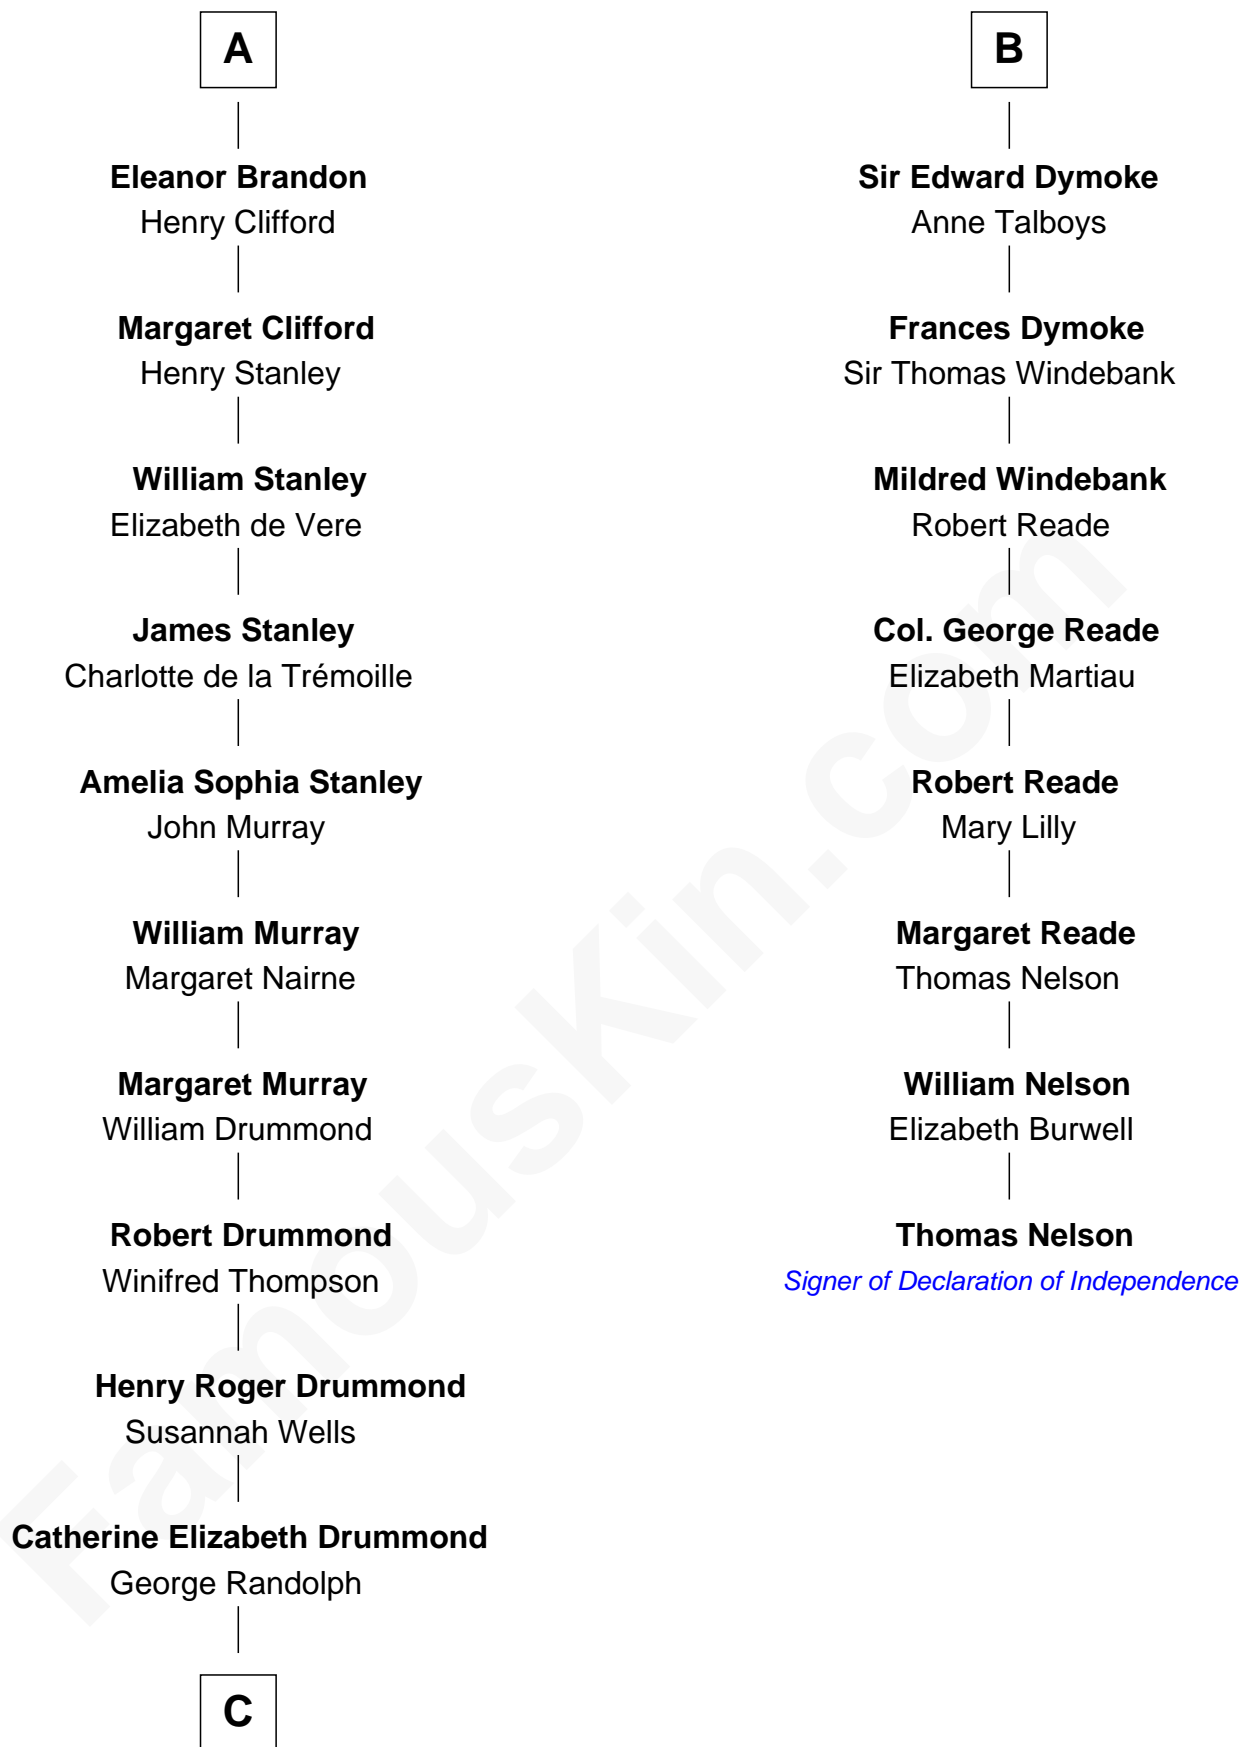 A
Eleanor Brandon
Henry Clifford
Margaret Clifford
Henry Stanley
William Stanley
Elizabeth de Vere
James Stanley
Charlotte de la Trémoille
Amelia Sophia Stanley
John Murray
William Murray
Margaret Nairne
Margaret Murray
William Drummond
Robert Drummond
Winifred Thompson
Henry Roger Drummond
Susannah Wells
Catherine Elizabeth Drummond
George Randolph
C
B
Sir Edward Dymoke
Anne Talboys
Frances Dymoke
Sir Thomas Windebank
Mildred Windebank
Robert Reade
Col. George Reade
Elizabeth Martiau
Robert Reade
Mary Lilly
Margaret Reade
Thomas Nelson
William Nelson
Elizabeth Burwell
Thomas Nelson
Signer of Declaration of Independence
FamousKin.com